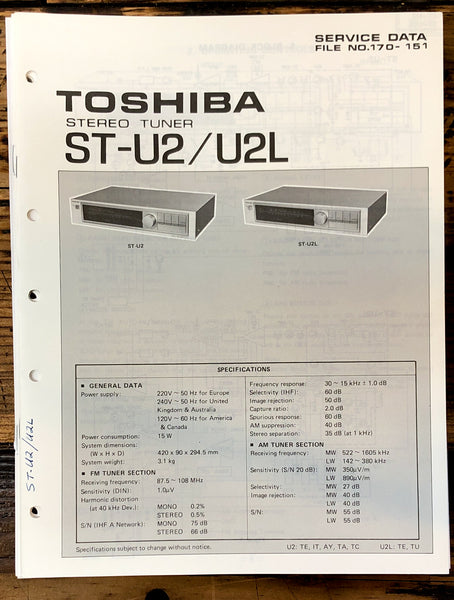 SERVICE DATA
FILE NO.170- 151
TOSHIBA
STEREO TUNER
ST-U2/U2L
ST-U2
ST-U2L
SPECIFICATIONS
■ GENERAL DATA
Power supply: 220V ~ 50 Hz for Europe
240V ~ 50 Hz for United
Kingdom & Australia
120V ~ 60 Hz for America
& Canada
Power consumption: 15 W
System dimensions:
(W x H x D) 420 x 90 x 294.5 mm
System weight: 3.1 kg
■ FM TUNER SECTION
Receiving frequency: 87.5 ~ 108 MHz
Sensitivity (DIN): 1.0μV
Harmonic distortion
(at 40 kHz Dev.): MONO 0.2%
STEREO 0.5%
S/N (IHF A Network): MONO 75 dB
STEREO 66 dB
Frequency response: 30 ~ 15 kHz ± 1.0 dB
Selectivity (IHF): 60 dB
Image rejection: 50 dB
Capture ratio: 2.0 dB
Spurious response: 60 dB
AM suppression: 40 dB
Stereo separation: 35 dB (at 1 kHz)
■ AM TUNER SECTION
Receiving frequency: MW 522 ~ 1605 kHz
LW 142 ~ 380 kHz
Sensitivity (S/N 20 dB): MW 350μV/m
LW 890μV/m
Selectivity: MW 27 dB
Image rejection: MW 40 dB
LW 40 dB
S/N: MW 55 dB
LW 55 dB
Specifications subject to change without notice.
U2: TE, IT, AY, TA, TC
U2L: TE, TU
ST-U2/U2L